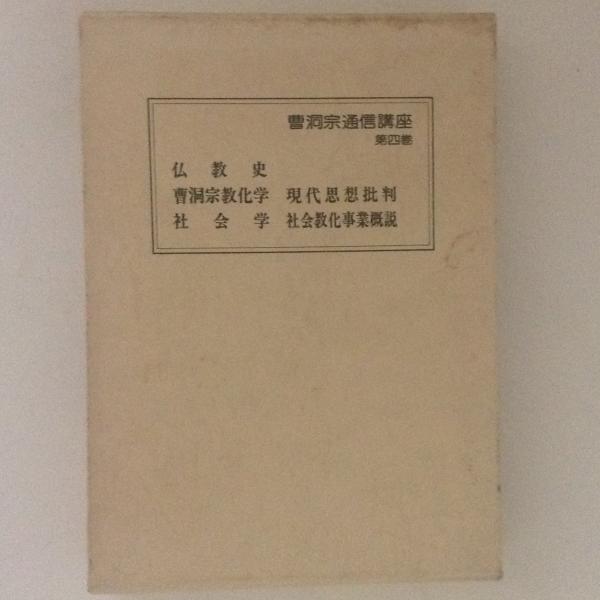 曹洞宗通信講座
第四巻
仏教史
曹洞宗教化学 現代思想批判
社会学 社会教化事業概説